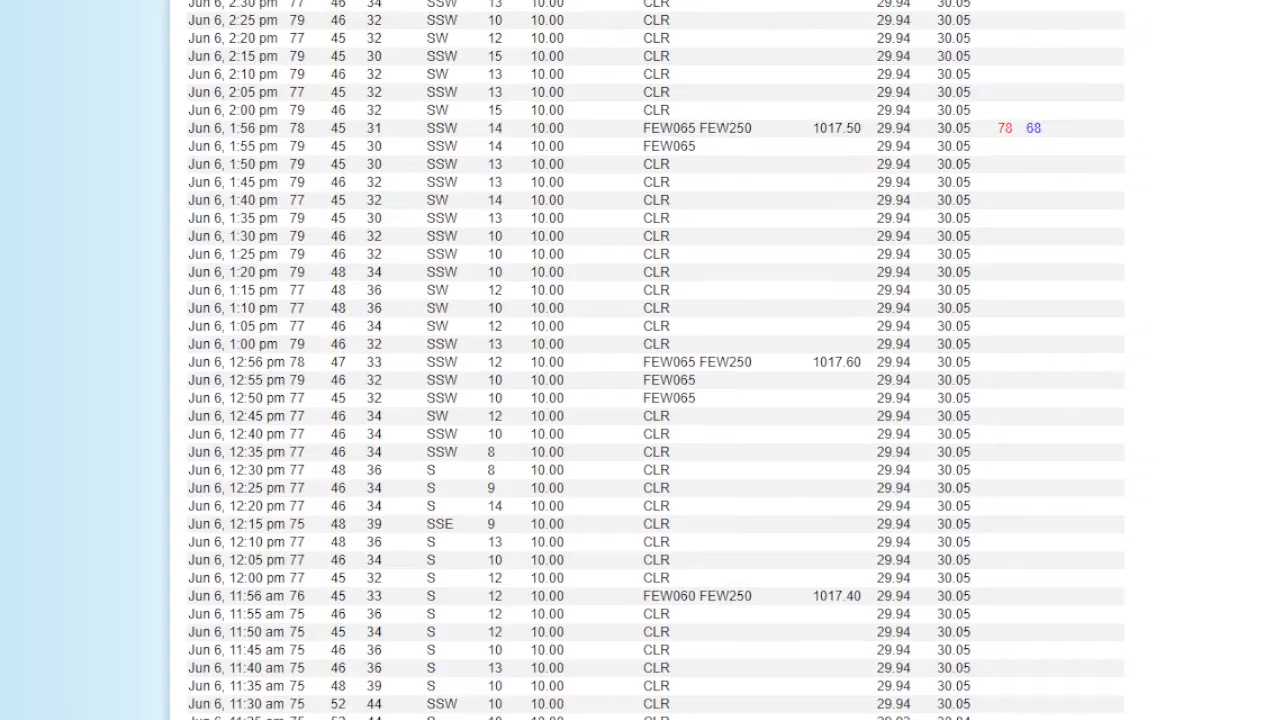 Jun 6, 2:30 pm 77 46 34 SSW 13 10.00 CLR 29.94 30.05
Jun 6, 2:25 pm 79 45 32 SSW 10 10.00 CLR 29.94 30.05
Jun 6, 2:20 pm 77 45 32 SW 12 10.00 CLR 29.94 30.05
Jun 6, 2:15 pm 79 45 30 SSW 15 10.00 CLR 29.94 30.05
Jun 6, 2:10 pm 79 46 32 SW 13 10.00 CLR 29.94 30.05
Jun 6, 2:05 pm 77 45 32 SSW 13 10.00 CLR 29.94 30.05
Jun 6, 2:00 pm 79 46 32 SW 15 10.00 CLR 29.94 30.05
Jun 6, 1:56 pm 78 45 31 SSW 14 10.00 FEW065 FEW250 1017.50 29.94 30.05 78 68
Jun 6, 1:55 pm 79 45 30 SSW 14 10.00 FEW065 29.94 30.05
Jun 6, 1:50 pm 79 45 30 SSW 13 10.00 CLR 29.94 30.05
Jun 6, 1:45 pm 79 46 32 SSW 13 10.00 CLR 29.94 30.05
Jun 6, 1:40 pm 77 45 32 SW 14 10.00 CLR 29.94 30.05
Jun 6, 1:35 pm 79 45 30 SSW 13 10.00 CLR 29.94 30.05
Jun 6, 1:30 pm 79 46 32 SSW 10 10.00 CLR 29.94 30.05
Jun 6, 1:25 pm 79 46 32 SSW 10 10.00 CLR 29.94 30.05
Jun 6, 1:20 pm 79 48 34 SSW 10 10.00 CLR 29.94 30.05
Jun 6, 1:15 pm 77 48 36 SW 12 10.00 CLR 29.94 30.05
Jun 6, 1:10 pm 77 48 36 SW 10 10.00 CLR 29.94 30.05
Jun 6, 1:05 pm 77 46 34 SW 12 10.00 CLR 29.94 30.05
Jun 6, 1:00 pm 79 46 32 SSW 13 10.00 CLR 29.94 30.05
Jun 6, 12:56 pm 78 47 33 SSW 12 10.00 FEW065 FEW250 1017.60 29.94 30.05
Jun 6, 12:55 pm 79 46 32 SSW 10 10.00 FEW065 29.94 30.05
Jun 6, 12:50 pm 77 45 32 SSW 10 10.00 FEW065 29.94 30.05
Jun 6, 12:45 pm 77 46 34 SW 12 10.00 CLR 29.94 30.05
Jun 6, 12:40 pm 77 46 34 SSW 10 10.00 CLR 29.94 30.05
Jun 6, 12:35 pm 77 46 34 SSW 8 10.00 CLR 29.94 30.05
Jun 6, 12:30 pm 77 48 36 S 8 10.00 CLR 29.94 30.05
Jun 6, 12:25 pm 77 46 34 S 9 10.00 CLR 29.94 30.05
Jun 6, 12:20 pm 77 46 34 S 14 10.00 CLR 29.94 30.05
Jun 6, 12:15 pm 75 48 39 SSE 9 10.00 CLR 29.94 30.05
Jun 6, 12:10 pm 77 48 36 S 13 10.00 CLR 29.94 30.05
Jun 6, 12:05 pm 77 46 34 S 10 10.00 CLR 29.94 30.05
Jun 6, 12:00 pm 77 45 32 S 12 10.00 CLR 29.94 30.05
Jun 6, 11:56 am 76 45 33 S 12 10.00 FEW060 FEW250 1017.40 29.94 30.05
Jun 6, 11:55 am 75 46 36 S 12 10.00 CLR 29.94 30.05
Jun 6, 11:50 am 75 45 34 S 12 10.00 CLR 29.94 30.05
Jun 6, 11:45 am 75 46 36 S 10 10.00 CLR 29.94 30.05
Jun 6, 11:40 am 75 46 36 S 13 10.00 CLR 29.94 30.05
Jun 6, 11:35 am 75 48 39 S 10 10.00 CLR 29.94 30.05
Jun 6, 11:30 am 75 52 44 SSW 10 10.00 CLR 29.94 30.05